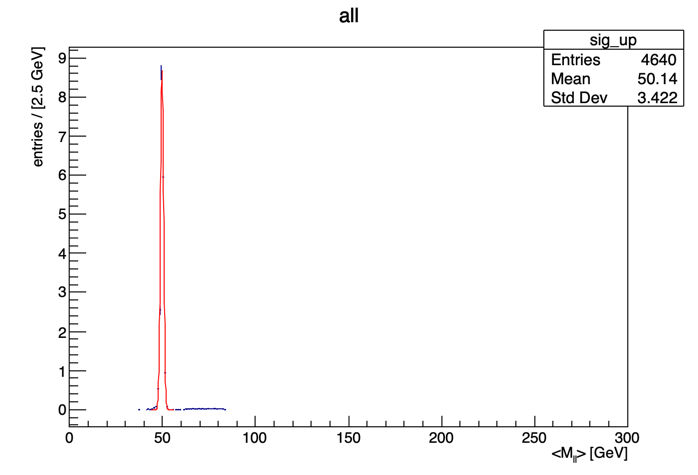 all
sig_up
Entries 4640
Mean 50.14
Std Dev 3.422
entries / [2.5 GeV]
9
8
7
6
5
4
3
2
1
0
0 50 100 150 200 250 300
<M_ll> [GeV]